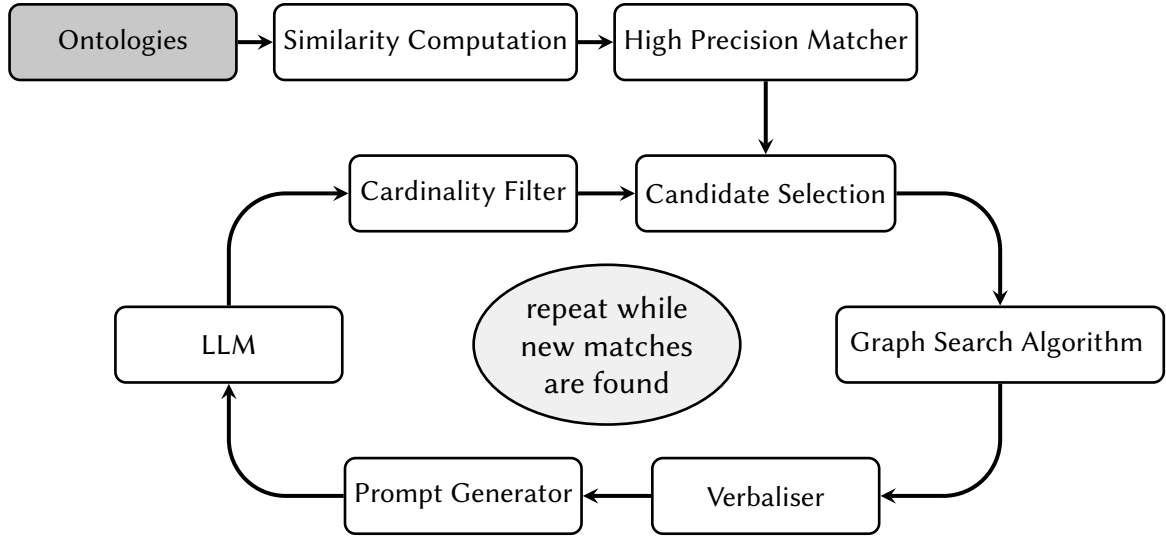 Ontologies
Similarity Computation
High Precision Matcher
Cardinality Filter
Candidate Selection
repeat while
new matches
are found
LLM
Graph Search Algorithm
Prompt Generator
Verbaliser